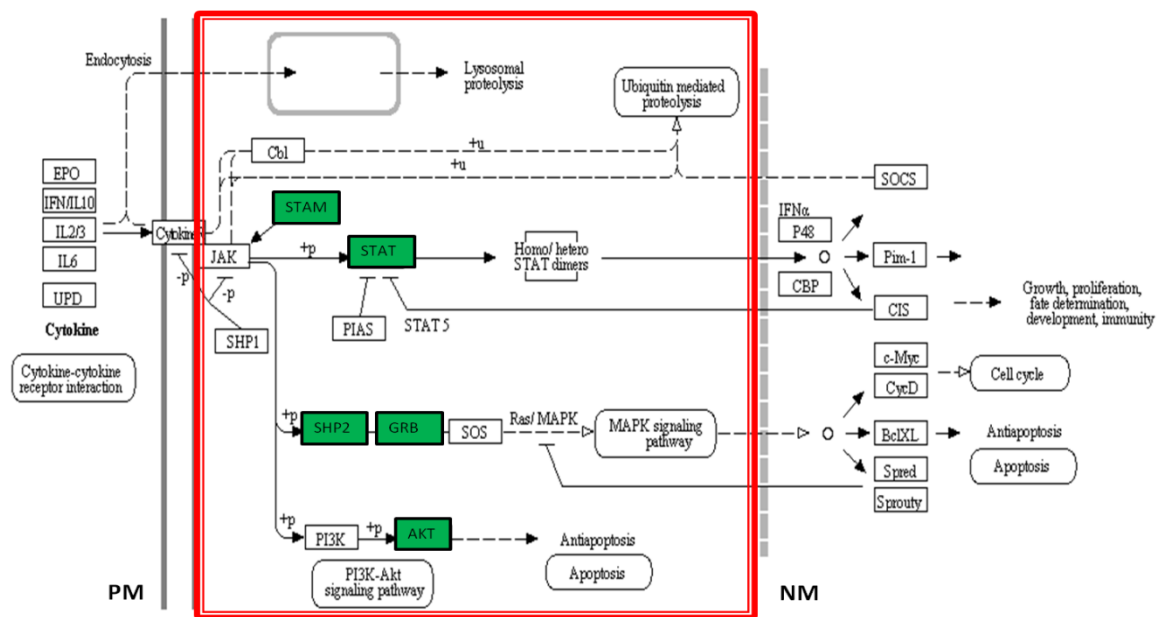 Endocytosis
Lysosomal
proteolysis
Ubiquitin mediated
proteolysis
Cbl
+u
+u
EPO
IFN/IL10
IL2/3
IL6
UPD
Cytokine
Cytokine-cytokine
receptor interaction
CytokineR
JAK
STAM
+p
STAT
Homo/ hetero
STAT dimers
-p
-p
SHP1
PIAS
STAT 5
SOCS
IFNα
P48
CBP
Pim-1
CIS
Growth, proliferation,
fate determination,
development, immunity
c-Myc
CycD
Cell cycle
+p
SHP2
GRB
SOS
Ras/ MAPK
MAPK signaling
pathway
BclXL
Antiapoptosis
Apoptosis
Spred
Sprouty
+p
PI3K
+p
AKT
Antiapoptosis
Apoptosis
PI3K-Akt
signaling pathway
PM
NM